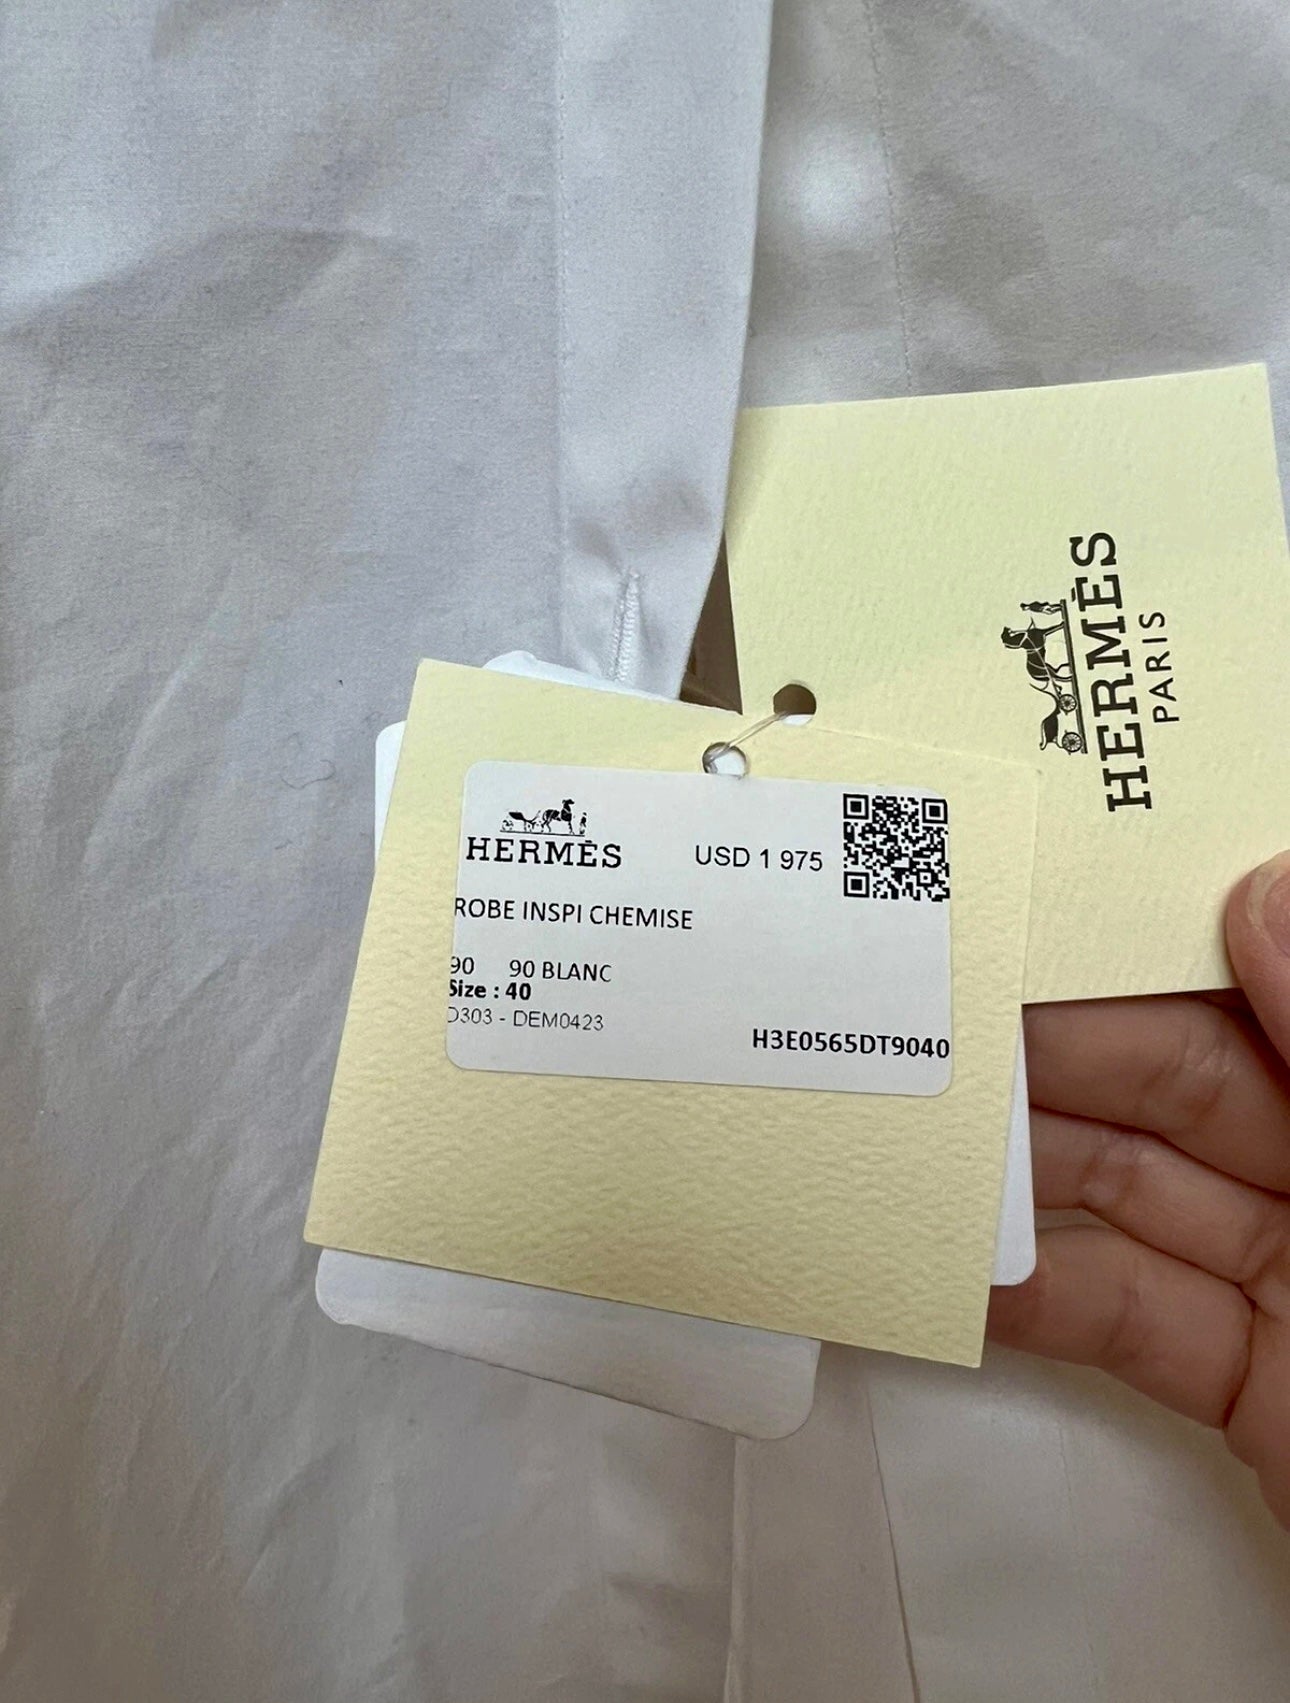 HERMÈS
PARIS
HERMÈS
USD 1 975
ROBE INSPI CHEMISE
90 90 BLANC
Size : 40
D303 - DEM0423
H3E0565DT9040